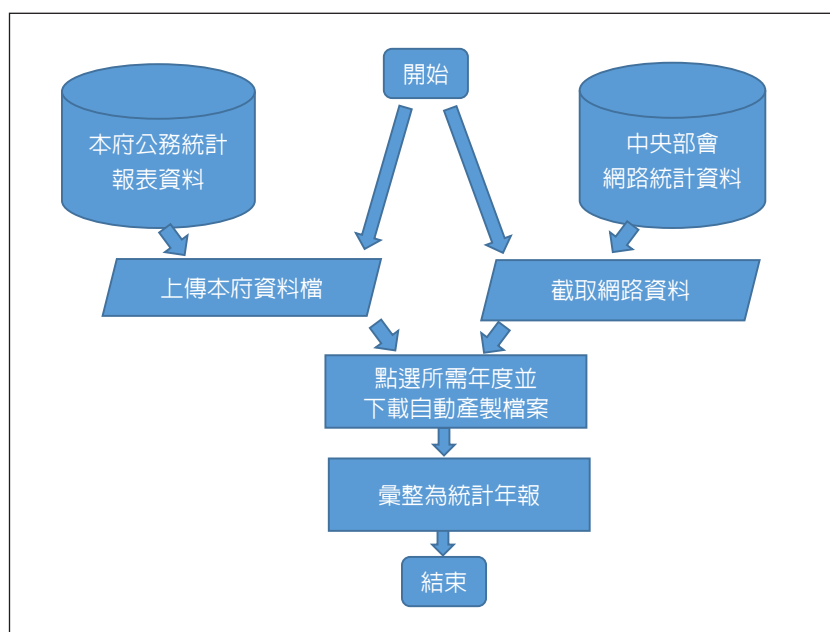 開始
本府公務統計
報表資料
中央部會
網路統計資料
上傳本府資料檔
截取網路資料
點選所需年度並
下載自動產製檔案
彙整為統計年報
結束